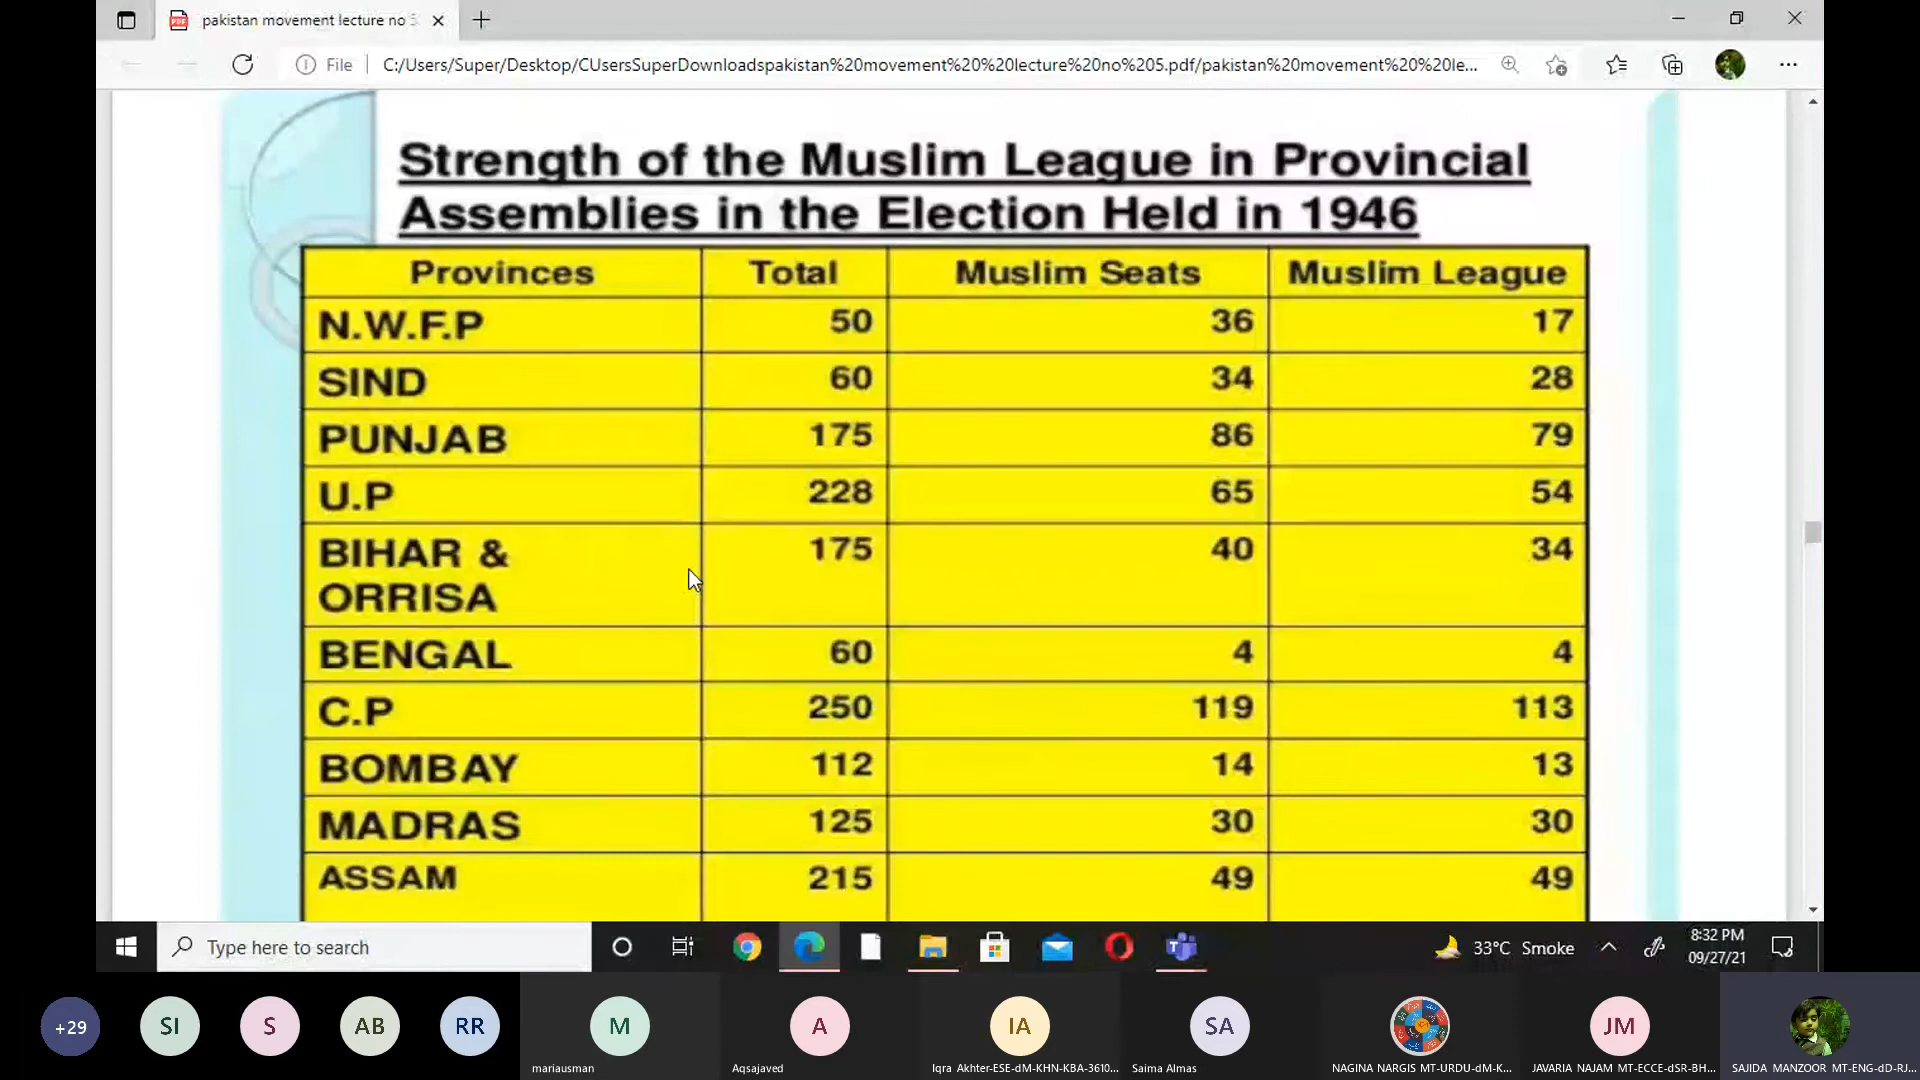 pakistan movement lecture no 5
File C:/Users/Super/Desktop/CUsersSuperDownloadspakistan%20movement%20%20lecture%20no%205.pdf/pakistan%20movement%20%20le...
Strength of the Muslim League in Provincial
Assemblies in the Election Held in 1946
Provinces Total Muslim Seats Muslim League
N.W.F.P 50 36 17
SIND 60 34 28
PUNJAB 175 86 79
U.P 228 65 54
BIHAR & 175 40 34
ORRISA
BENGAL 60 4 4
C.P 250 119 113
BOMBAY 112 14 13
MADRAS 125 30 30
ASSAM 215 49 49
Type here to search
33°C Smoke
8:32 PM
09/27/21
+29 SI S AB RR M A IA SA JM
mariausman Aqsajaved Iqra Akhter-ESE-dM-KHN-KBA-3610... Saima Almas NAGINA NARGIS MT-URDU-dM-K... JAVARIA NAJAM MT-ECCE-dSR-BH... SAJIDA MANZOOR MT-ENG-dD-RJ...